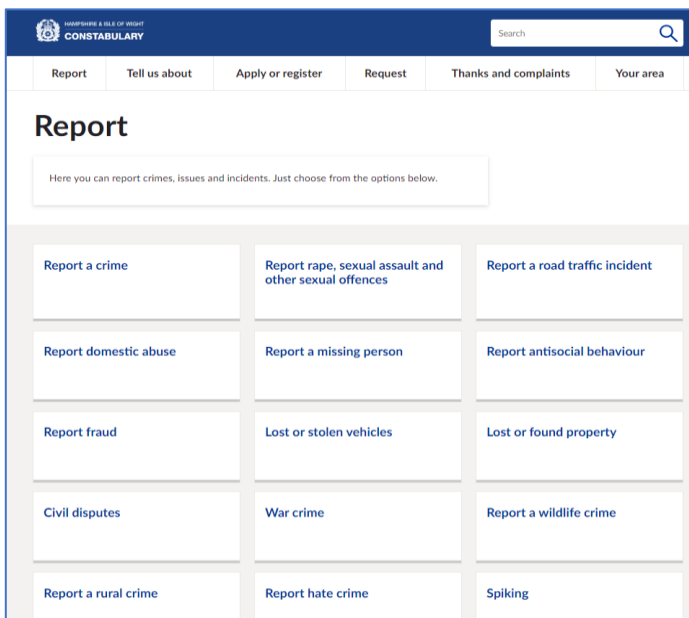 HAMPSHIRE & ISLE OF WIGHT
CONSTABULARY
Search
Report
Tell us about
Apply or register
Request
Thanks and complaints
Your area
Report
Here you can report crimes, issues and incidents. Just choose from the options below.
Report a crime
Report rape, sexual assault and
other sexual offences
Report a road traffic incident
Report domestic abuse
Report a missing person
Report antisocial behaviour
Report fraud
Lost or stolen vehicles
Lost or found property
Civil disputes
War crime
Report a wildlife crime
Report a rural crime
Report hate crime
Spiking